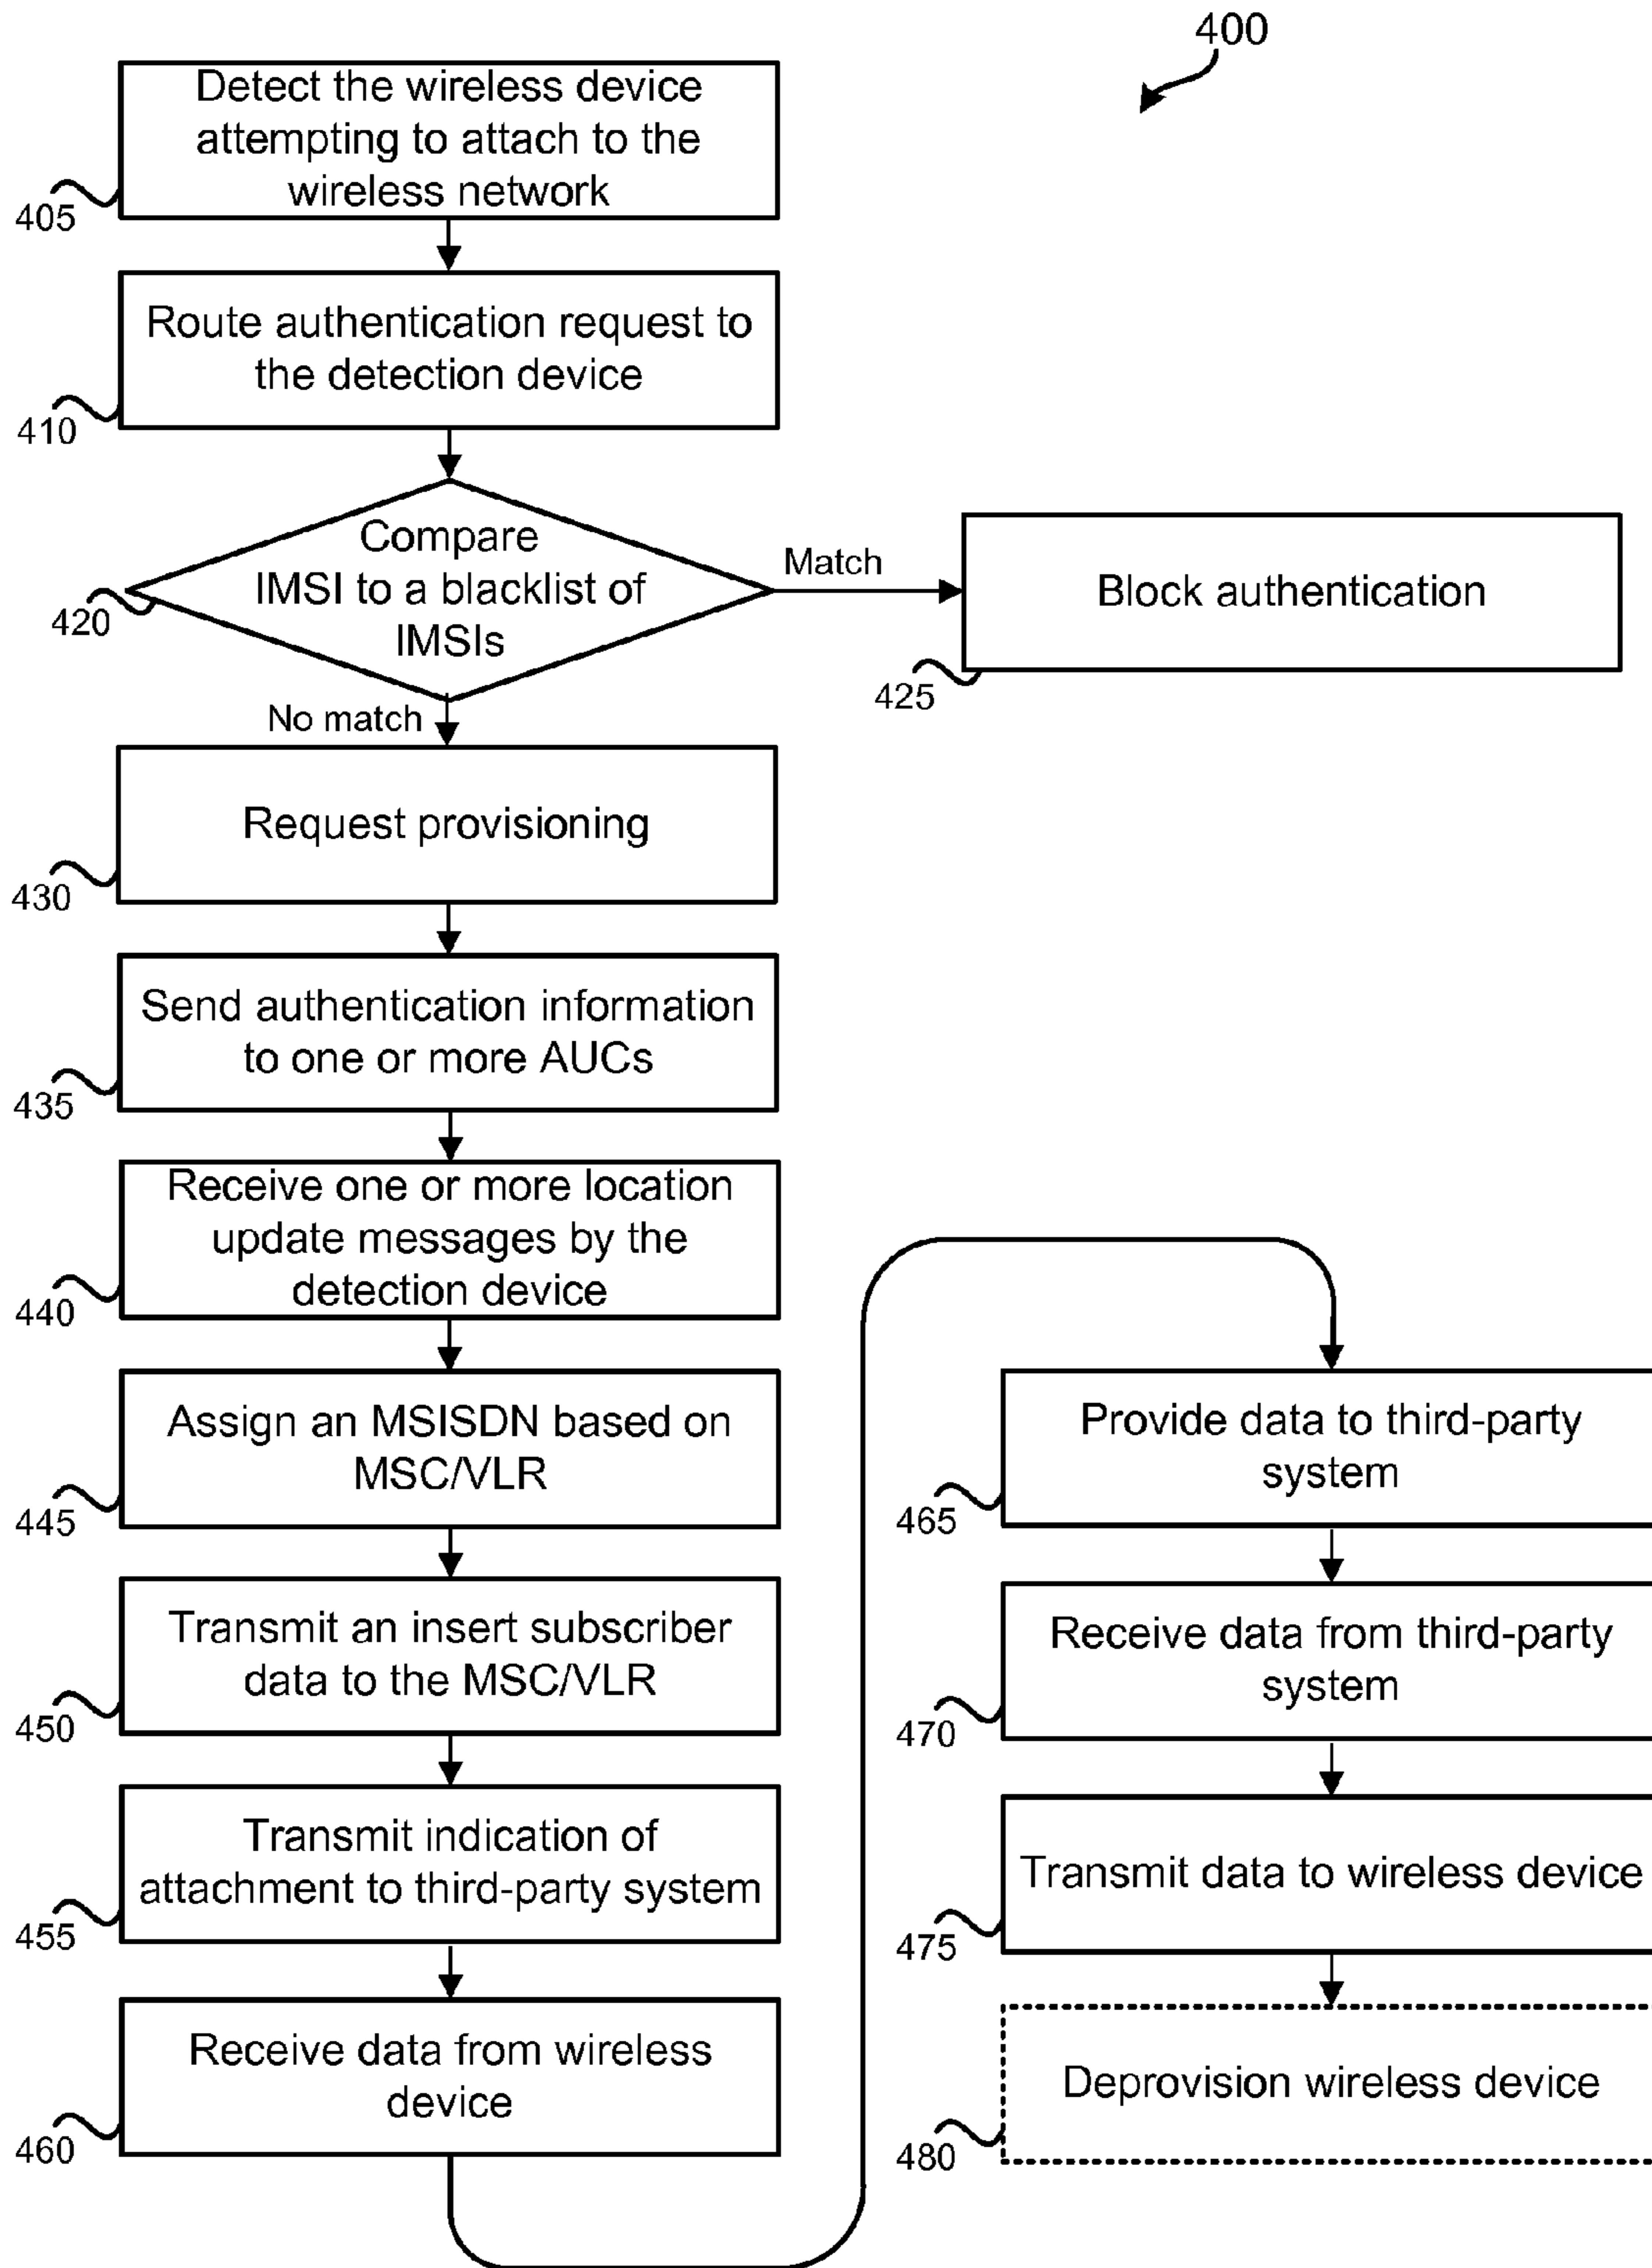 400
Detect the wireless device
attempting to attach to the
wireless network
405
Route authentication request to
the detection device
410
Compare
IMSI to a blacklist of
IMSIs
420
Match
Block authentication
425
No match
Request provisioning
430
Send authentication information
to one or more AUCs
435
Receive one or more location
update messages by the
detection device
440
Assign an MSISDN based on
MSC/VLR
445
Transmit an insert subscriber
data to the MSC/VLR
450
Transmit indication of
attachment to third-party system
455
Receive data from wireless
device
460
Provide data to third-party
system
465
Receive data from third-party
system
470
Transmit data to wireless device
475
Deprovision wireless device
480